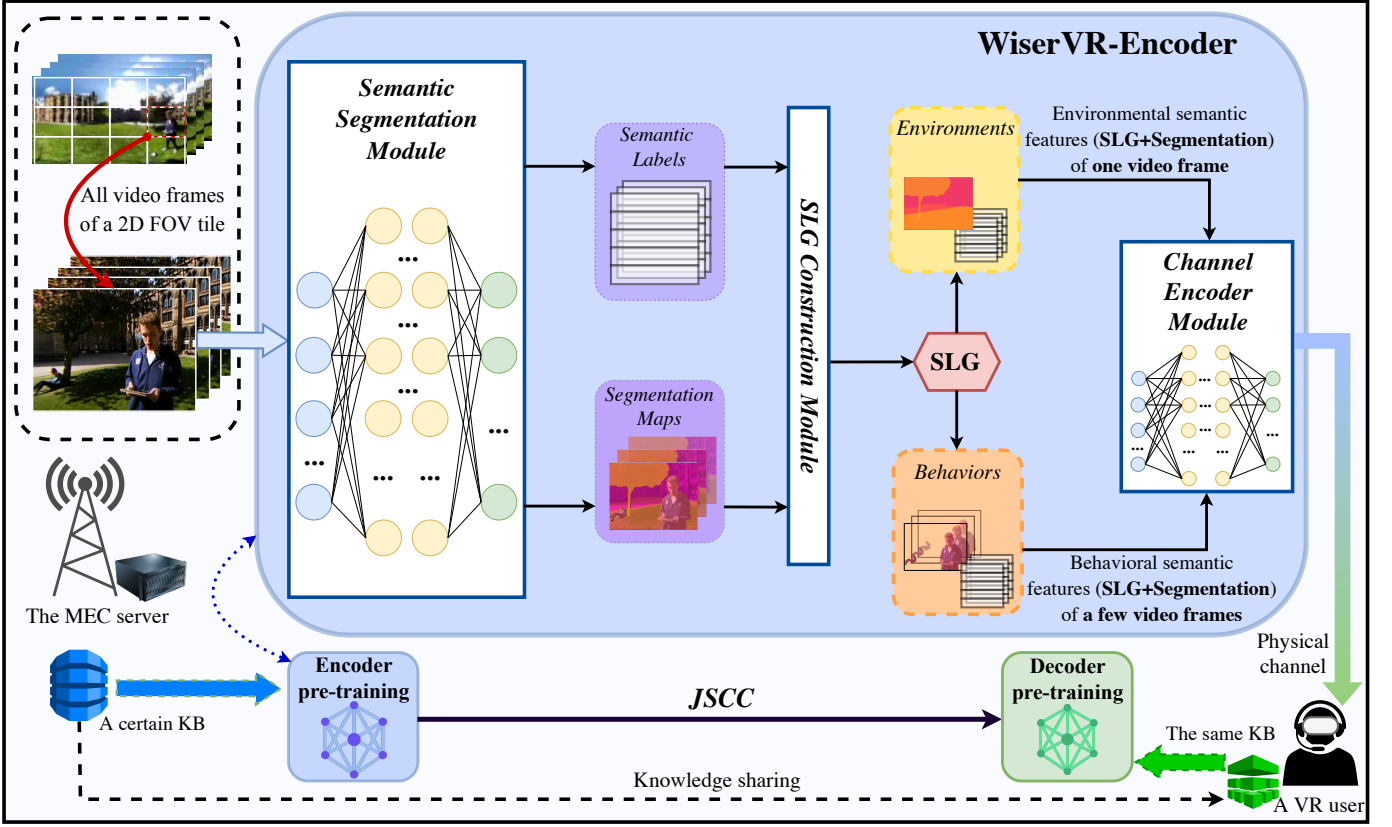 WiserVR-Encoder
All video frames
of a 2D FOV tile
Semantic
Segmentation
Module
...
...
...
...
...
...
...
...
Semantic
Labels
Segmentation
Maps
SLG Construction Module
SLG
Environments
Behaviors
Environmental semantic
features (SLG+Segmentation)
of one video frame
Channel
Encoder
Module
...
...
...
...
...
...
...
Behavioral semantic
features (SLG+Segmentation)
of a few video frames
The MEC server
Physical
channel
A certain KB
Encoder
pre-training
JSCC
Decoder
pre-training
The same KB
Knowledge sharing
A VR user